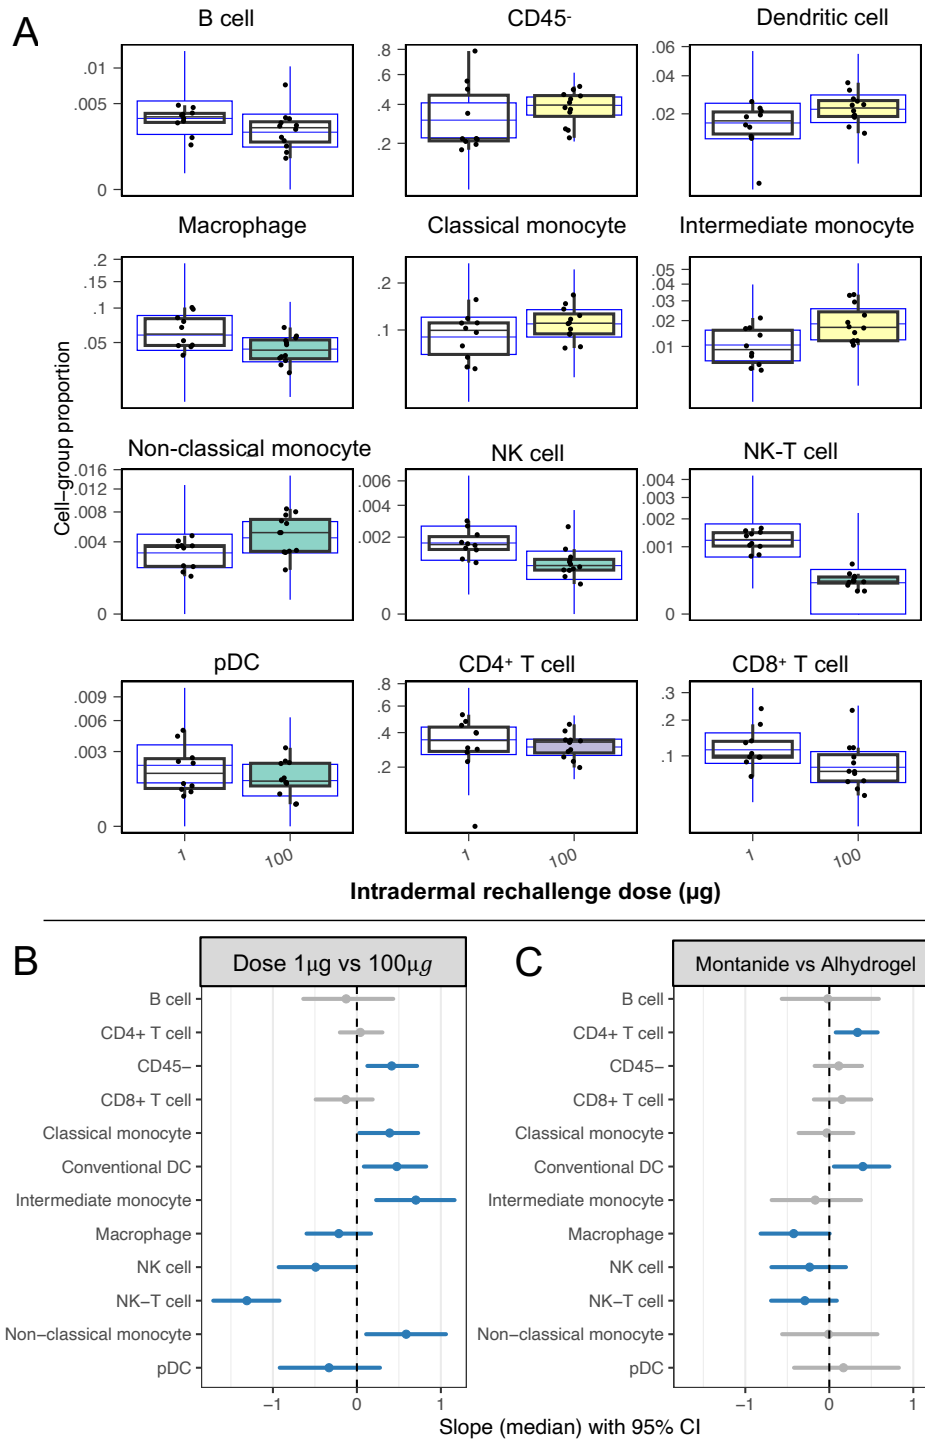 A
B cell
CD45-
Dendritic cell
.01
.005
0
.8
.6
.4
.2
.06
.04
.02
Macrophage
Classical monocyte
Intermediate monocyte
.2
.15
.1
.05
.2
.1
.05
.04
.03
.02
.01
Cell-group proportion
Non-classical monocyte
NK cell
NK-T cell
.016
.012
.008
.004
0
.006
.004
.002
0
.004
.003
.002
.001
0
pDC
CD4+ T cell
CD8+ T cell
.009
.006
.003
0
.8
.6
.4
.2
.3
.2
.1
1
100
1
100
1
100
Intradermal rechallenge dose (µg)
B
Dose 1µg vs 100µg
B cell
CD4+ T cell
CD45−
CD8+ T cell
Classical monocyte
Conventional DC
Intermediate monocyte
Macrophage
NK cell
NK−T cell
Non−classical monocyte
pDC
−1
0
1
C
Montanide vs Alhydrogel
B cell
CD4+ T cell
CD45−
CD8+ T cell
Classical monocyte
Conventional DC
Intermediate monocyte
Macrophage
NK cell
NK−T cell
Non−classical monocyte
pDC
−1
0
1
Slope (median) with 95% CI